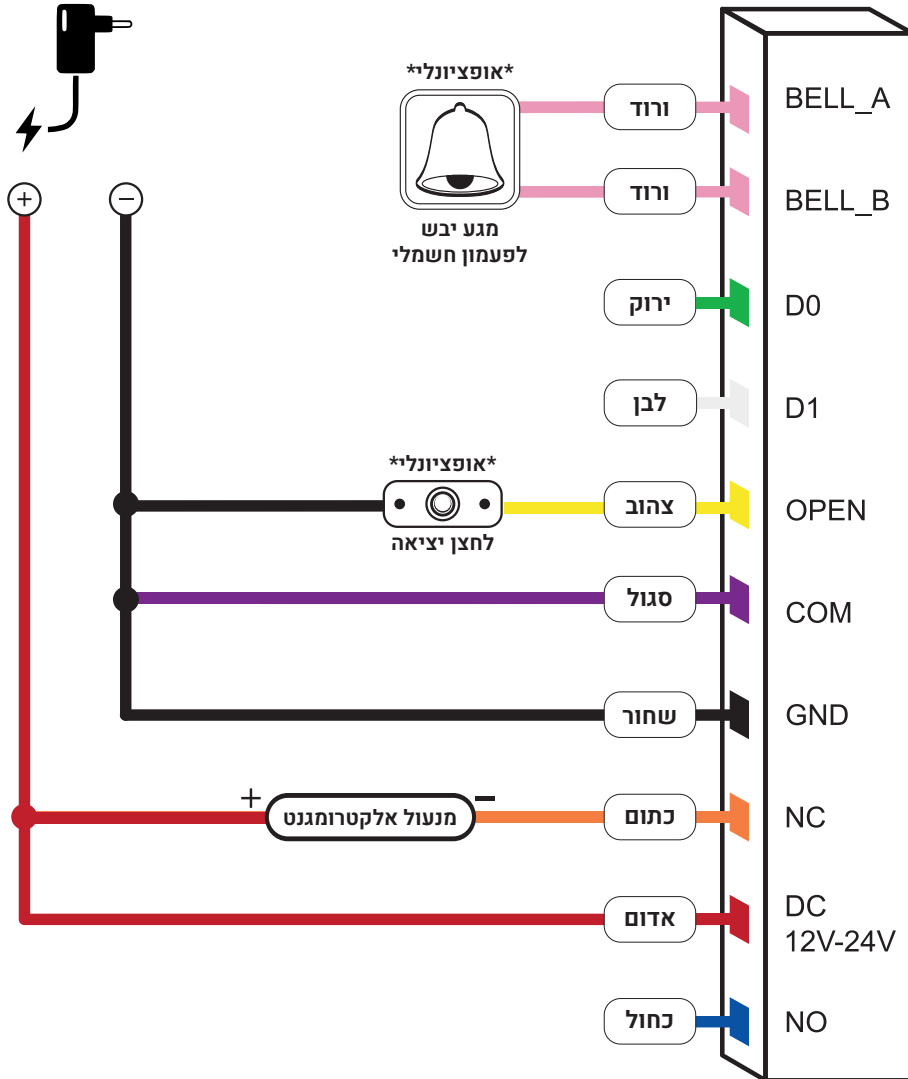 *אופציונלי*
ורוד
BELL_A
ורוד
BELL_B
מגע יבש
לפעמון חשמלי
+
−
ירוק
D0
לבן
D1
*אופציונלי*
לחצן יציאה
צהוב
OPEN
סגול
COM
שחור
GND
+
−
מנעול אלקטרומגנט
כתום
NC
אדום
DC
12V-24V
כחול
NO